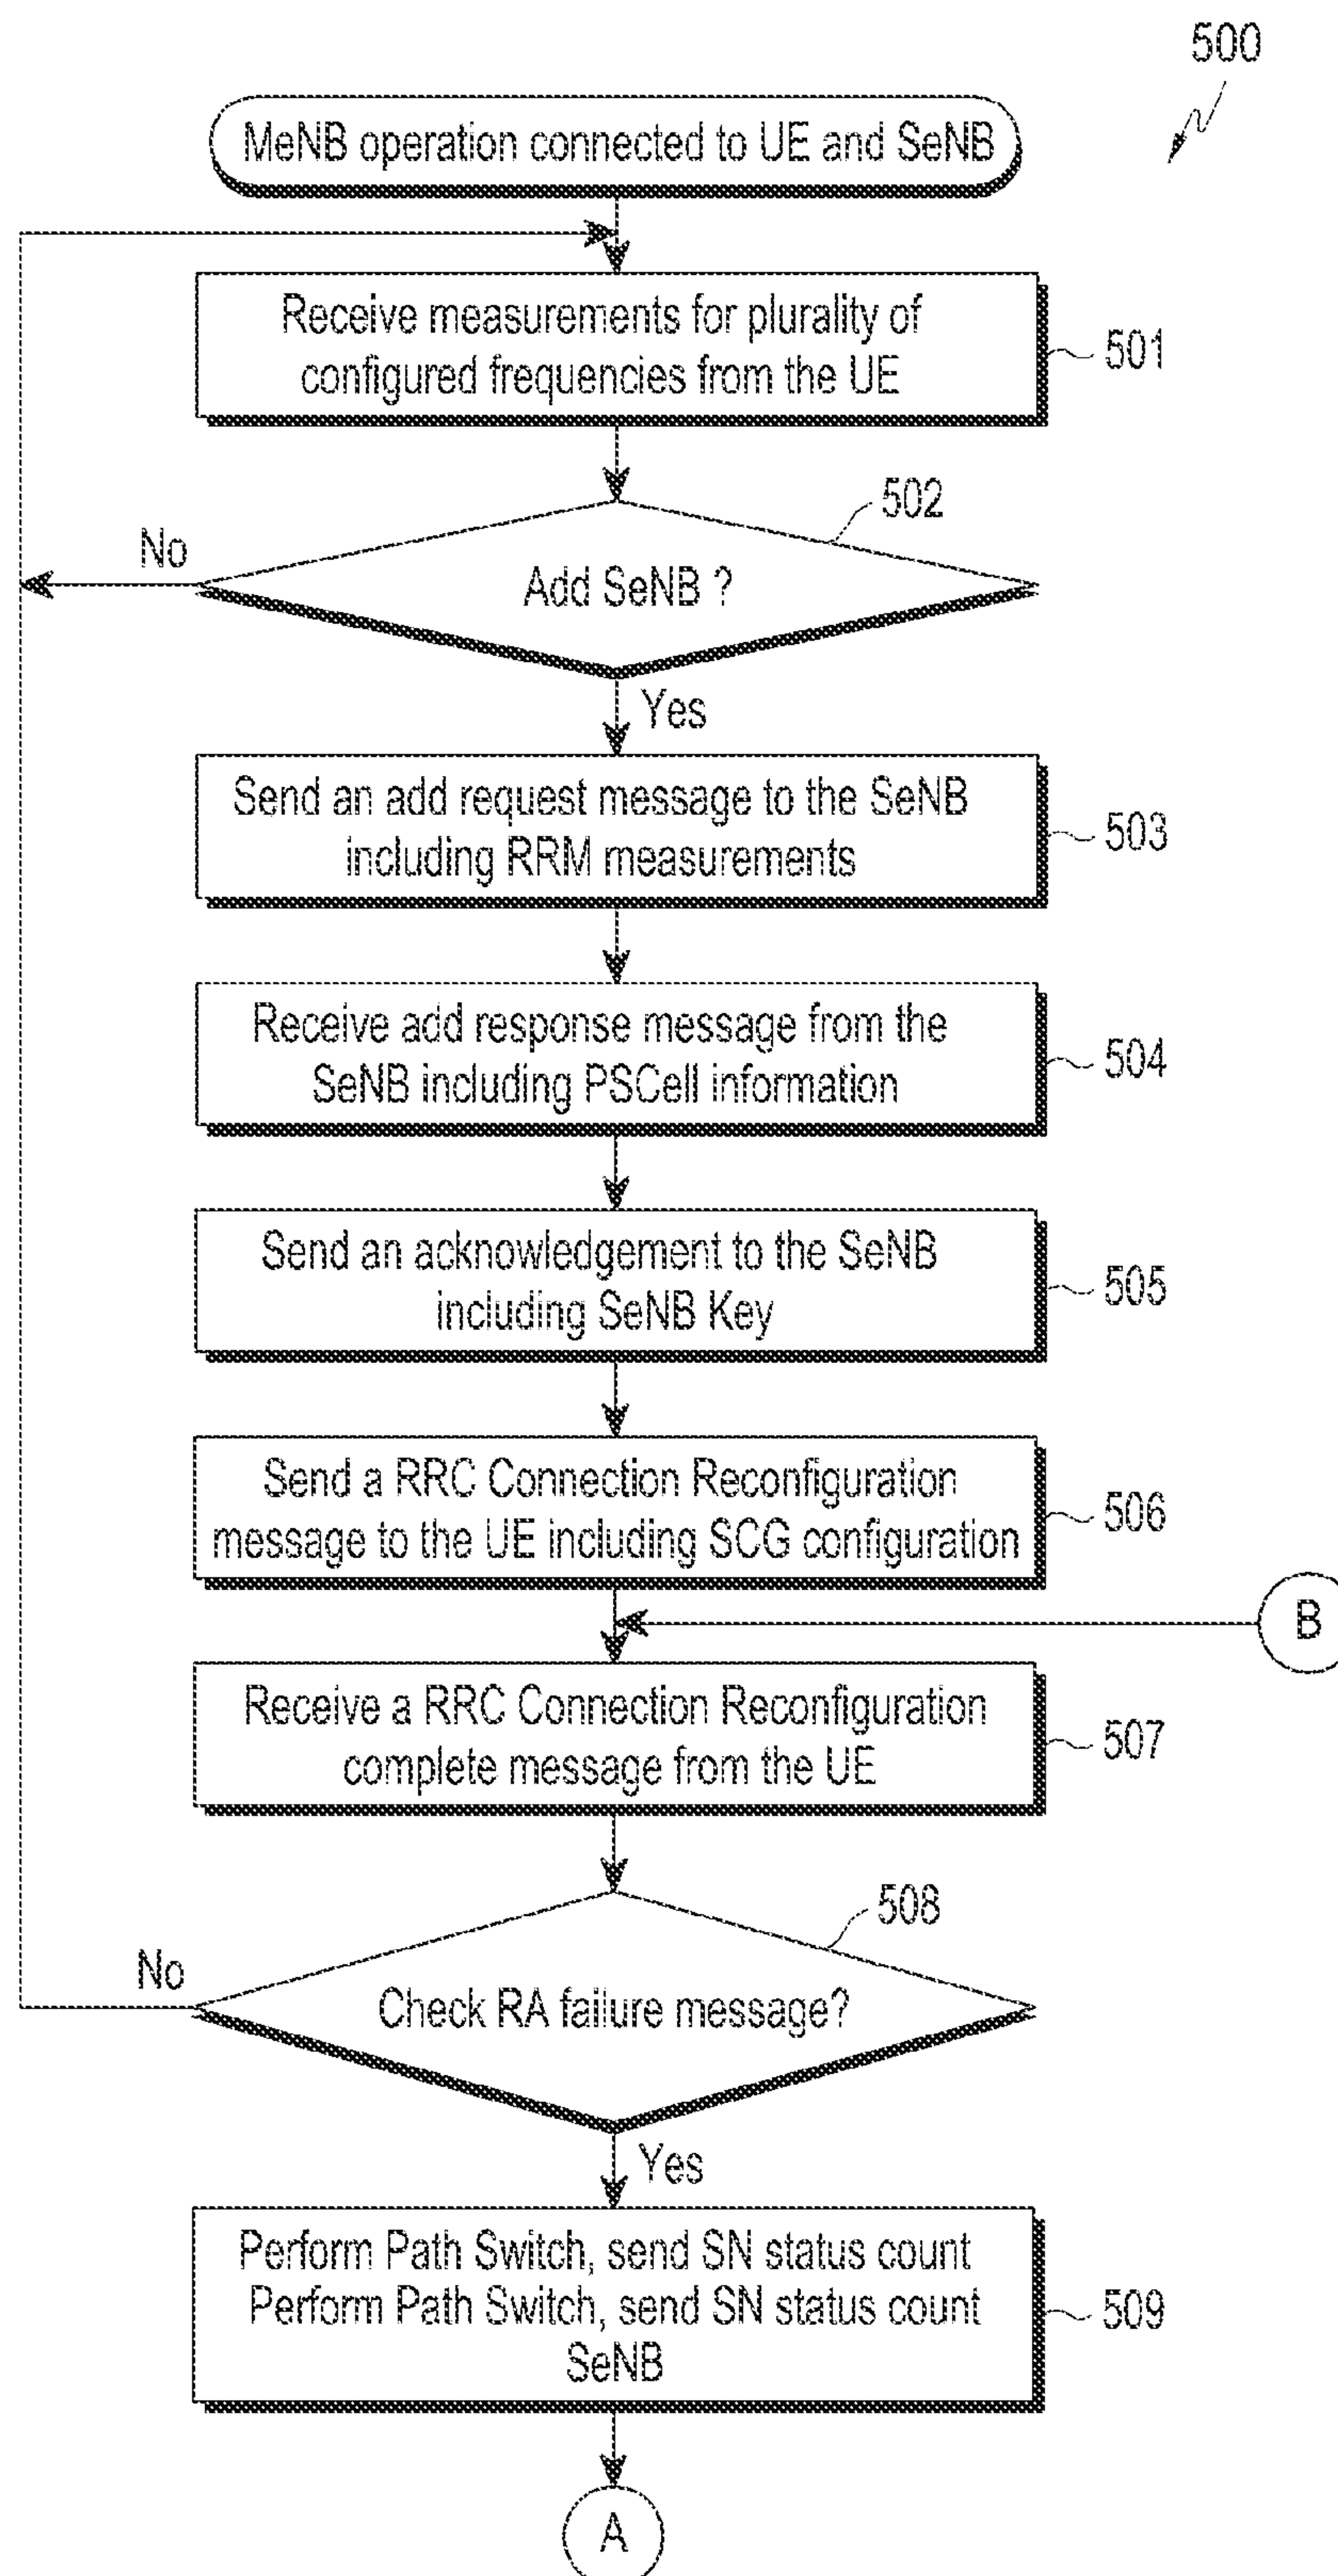 500
MeNB operation connected to UE and SeNB
Receive measurements for plurality of
configured frequencies from the UE
501
502
No
Add SeNB ?
Yes
Send an add request message to the SeNB
including RRM measurements
503
Receive add response message from the
SeNB including PSCell information
504
Send an acknowledgement to the SeNB
including SeNB Key
505
Send a RRC Connection Reconfiguration
message to the UE including SCG configuration
506
B
Receive a RRC Connection Reconfiguration
complete message from the UE
507
508
No
Check RA failure message?
Yes
Perform Path Switch, send SN status count
Perform Path Switch, send SN status count
SeNB
509
A